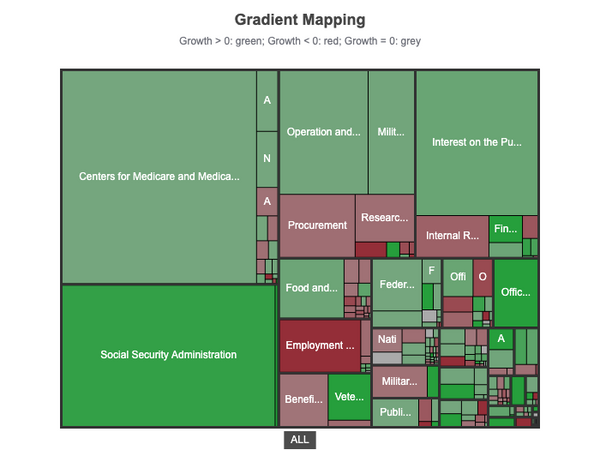 Gradient Mapping
Growth > 0: green; Growth < 0: red; Growth = 0: grey
A
Operation and...
Milit...
Interest on the Pu...
N
Centers for Medicare and Medica...
A
Procurement
Researc...
Internal R...
Fin...
Food and...
Feder...
F
Offi
O
Offic...
Social Security Administration
Employment ...
Nati
A
Militar...
Benefi...
Vete...
Publi...
ALL